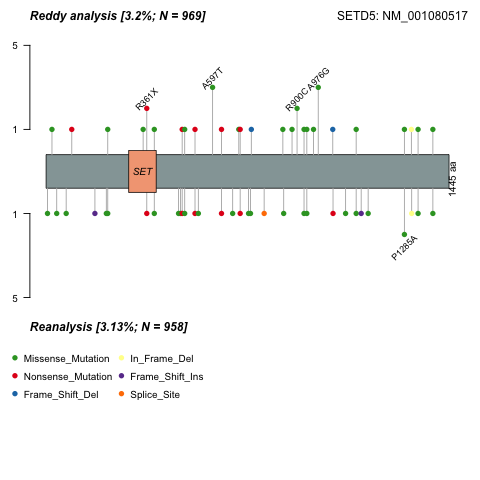 Reddy analysis [3.2%; N = 969]
SETD5: NM_001080517
5
A597T
R361X
R900C
A976G
1
SET
1445 aa
1
P1285A
5
Reanalysis [3.13%; N = 958]
Missense_Mutation
In_Frame_Del
Nonsense_Mutation
Frame_Shift_Ins
Frame_Shift_Del
Splice_Site